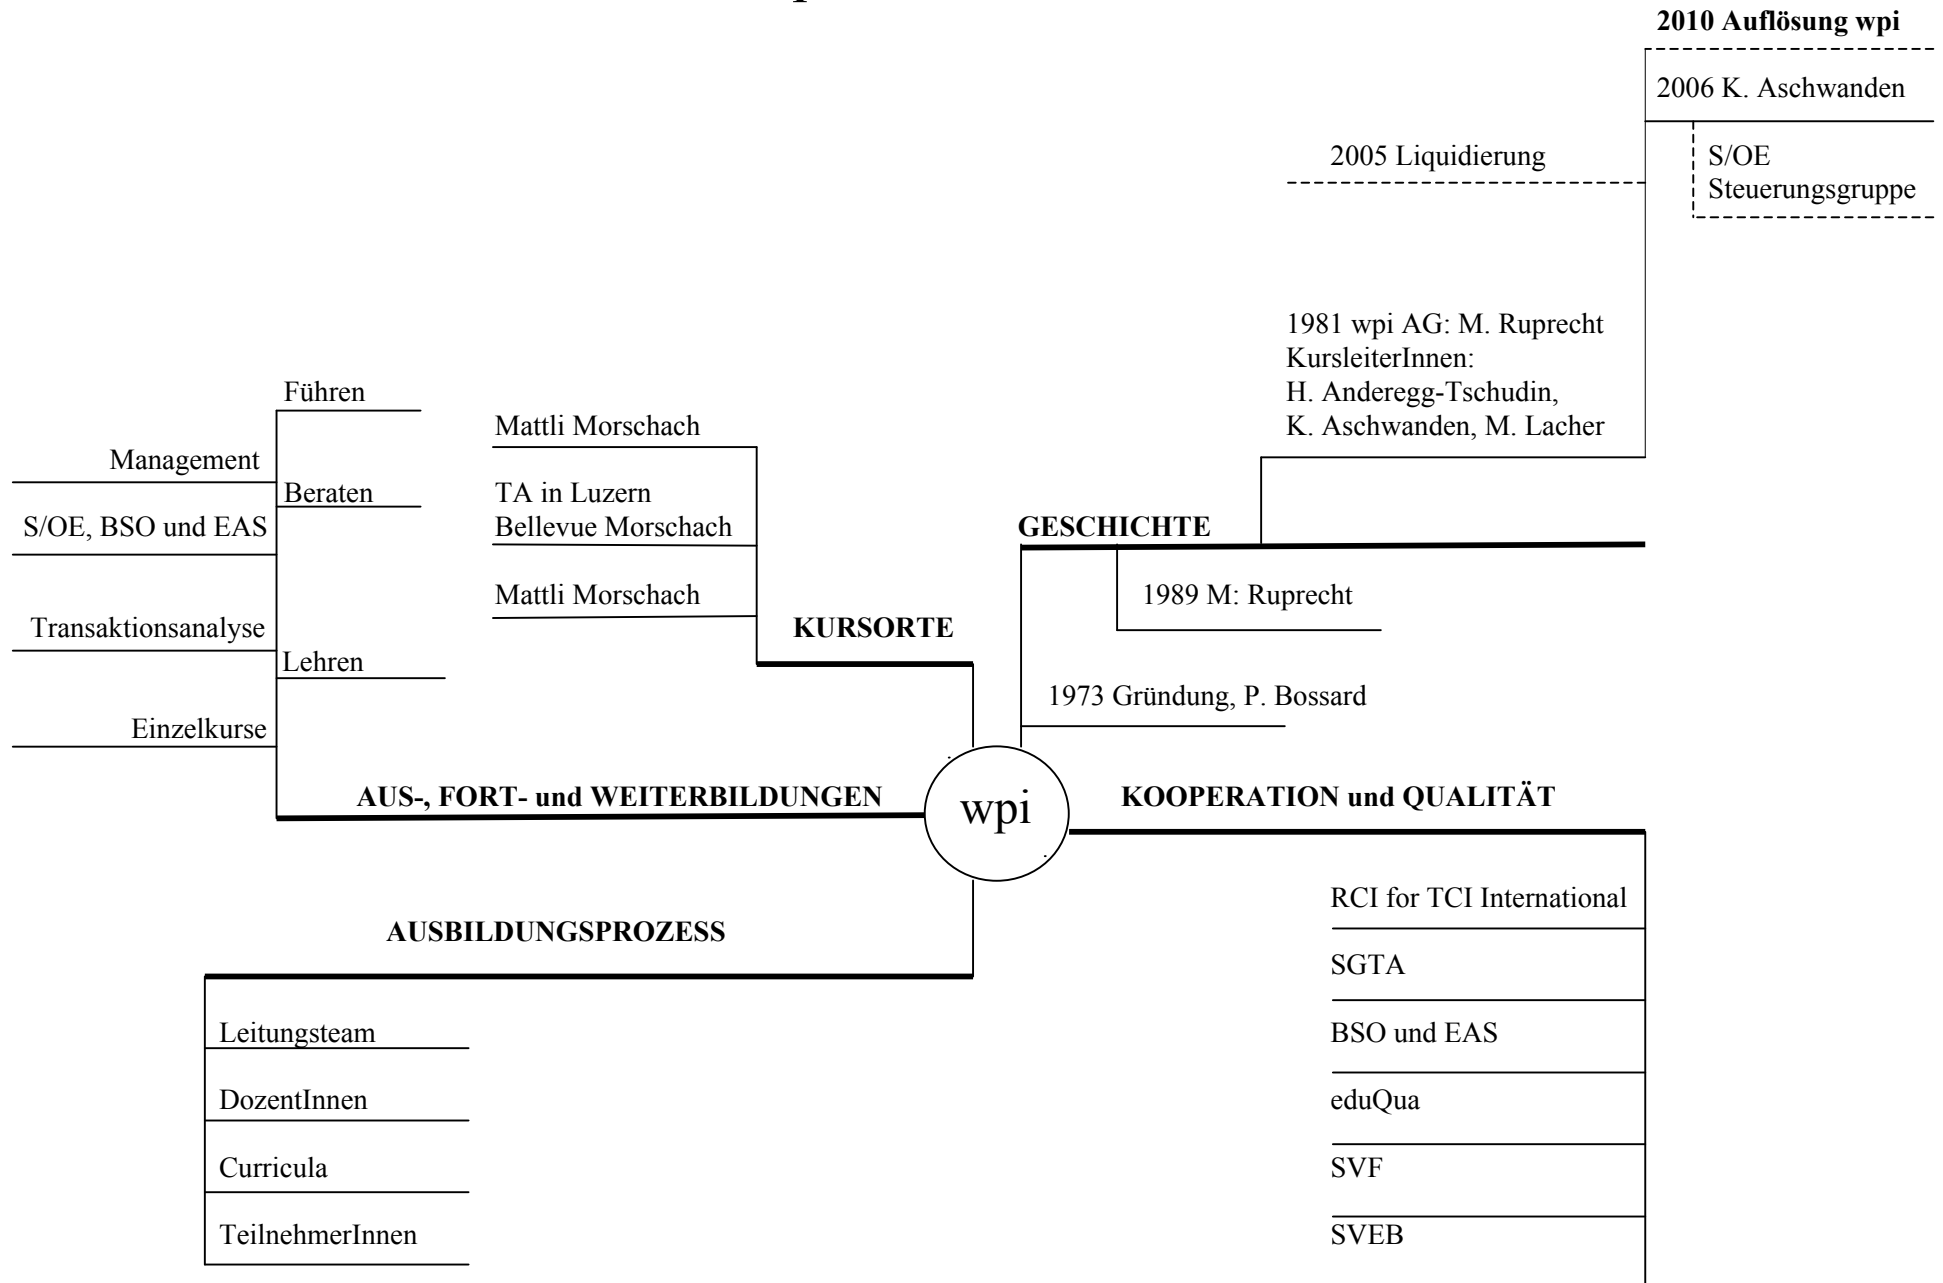 2010 Auflösung wpi
2006 K. Aschwanden
2005 Liquidierung
S/OE
Steuerungsgruppe
1981 wpi AG: M. Ruprecht
KursleiterInnen:
H. Anderegg-Tschudin,
K. Aschwanden, M. Lacher
Führen
Management
Beraten
S/OE, BSO und EAS
Transaktionsanalyse
Lehren
Einzelkurse
Mattli Morschach
TA in Luzern
Bellevue Morschach
Mattli Morschach
KURSORTE
GESCHICHTE
1989 M: Ruprecht
1973 Gründung, P. Bossard
AUS-, FORT- und WEITERBILDUNGEN
wpi
KOOPERATION und QUALITÄT
AUSBILDUNGSPROZESS
Leitungsteam
DozentInnen
Curricula
TeilnehmerInnen
RCI for TCI International
SGTA
BSO und EAS
eduQua
SVF
SVEB